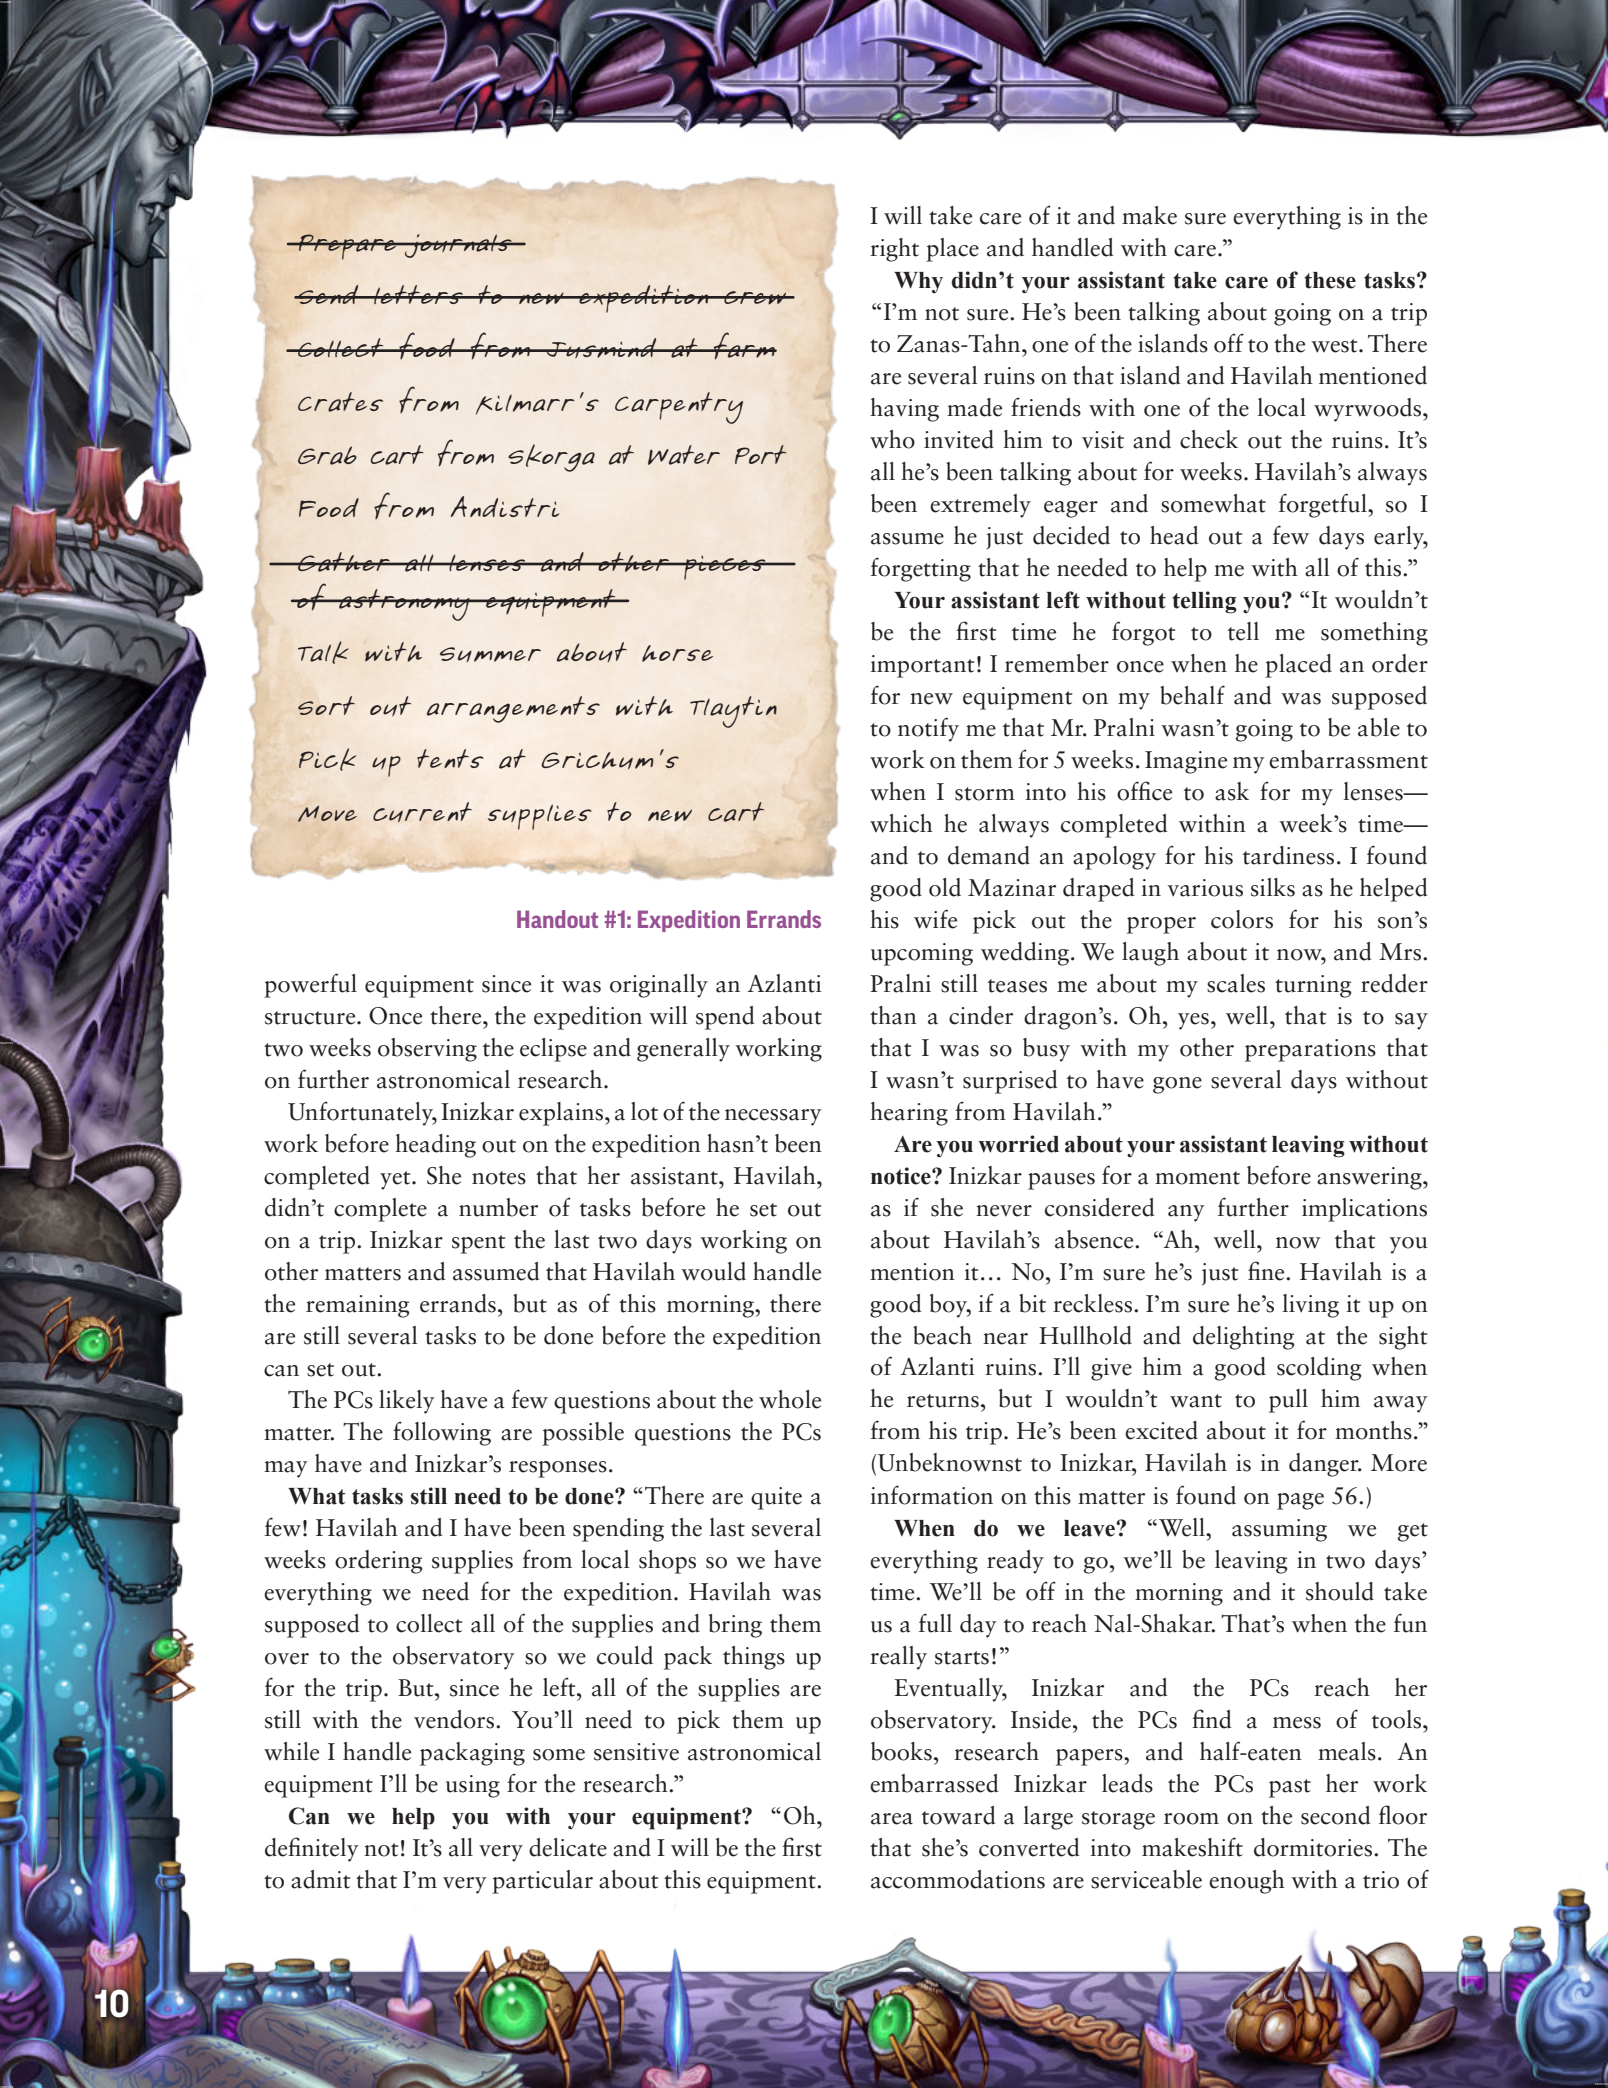 Prepare journals
Send letters to new expedition crew
Collect food from Jusmind at farm
Crates from Kilmarr's Carpentry
Grab cart from Skorga at Water Port
Food from Andistri
Gather all lenses and other pieces
of astronomy equipment
Talk with Summer about horse
Sort out arrangements with Tlaytin
Pick up tents at Grichum's
Move current supplies to new cart
Handout #1: Expedition Errands
powerful equipment since it was originally an Azlanti
structure. Once there, the expedition will spend about
two weeks observing the eclipse and generally working
on further astronomical research.
Unfortunately, Inizkar explains, a lot of the necessary
work before heading out on the expedition hasn’t been
completed yet. She notes that her assistant, Havilah,
didn’t complete a number of tasks before he set out
on a trip. Inizkar spent the last two days working on
other matters and assumed that Havilah would handle
the remaining errands, but as of this morning, there
are still several tasks to be done before the expedition
can set out.
The PCs likely have a few questions about the whole
matter. The following are possible questions the PCs
may have and Inizkar’s responses.
What tasks still need to be done? “There are quite a
few! Havilah and I have been spending the last several
weeks ordering supplies from local shops so we have
everything we need for the expedition. Havilah was
supposed to collect all of the supplies and bring them
over to the observatory so we could pack things up
for the trip. But, since he left, all of the supplies are
still with the vendors. You’ll need to pick them up
while I handle packaging some sensitive astronomical
equipment I’ll be using for the research.”
Can we help you with your equipment? “Oh,
definitely not! It’s all very delicate and I will be the first
to admit that I’m very particular about this equipment.
I will take care of it and make sure everything is in the
right place and handled with care.”
Why didn’t your assistant take care of these tasks?
“I’m not sure. He’s been talking about going on a trip
to Zanas-Tahn, one of the islands off to the west. There
are several ruins on that island and Havilah mentioned
having made friends with one of the local wyrwoods,
who invited him to visit and check out the ruins. It’s
all he’s been talking about for weeks. Havilah’s always
been extremely eager and somewhat forgetful, so I
assume he just decided to head out a few days early,
forgetting that he needed to help me with all of this.”
Your assistant left without telling you? “It wouldn’t
be the first time he forgot to tell me something
important! I remember once when he placed an order
for new equipment on my behalf and was supposed
to notify me that Mr. Pralni wasn’t going to be able to
work on them for 5 weeks. Imagine my embarrassment
when I storm into his office to ask for my lenses—
which he always completed within a week’s time—
and to demand an apology for his tardiness. I found
good old Mazinar draped in various silks as he helped
his wife pick out the proper colors for his son’s
upcoming wedding. We laugh about it now, and Mrs.
Pralni still teases me about my scales turning redder
than a cinder dragon’s. Oh, yes, well, that is to say
that I was so busy with my other preparations that
I wasn’t surprised to have gone several days without
hearing from Havilah.”
Are you worried about your assistant leaving without
notice? Inizkar pauses for a moment before answering,
as if she never considered any further implications
about Havilah’s absence. “Ah, well, now that you
mention it… No, I’m sure he’s just fine. Havilah is a
good boy, if a bit reckless. I’m sure he’s living it up on
the beach near Hullhold and delighting at the sight
of Azlanti ruins. I’ll give him a good scolding when
he returns, but I wouldn’t want to pull him away
from his trip. He’s been excited about it for months.”
(Unbeknownst to Inizkar, Havilah is in danger. More
information on this matter is found on page 56.)
When do we leave? “Well, assuming we get
everything ready to go, we’ll be leaving in two days’
time. We’ll be off in the morning and it should take
us a full day to reach Nal-Shakar. That’s when the fun
really starts!”
Eventually, Inizkar and the PCs reach her
observatory. Inside, the PCs find a mess of tools,
books, research papers, and half-eaten meals. An
embarrassed Inizkar leads the PCs past her work
area toward a large storage room on the second floor
that she’s converted into makeshift dormitories. The
accommodations are serviceable enough with a trio of
10